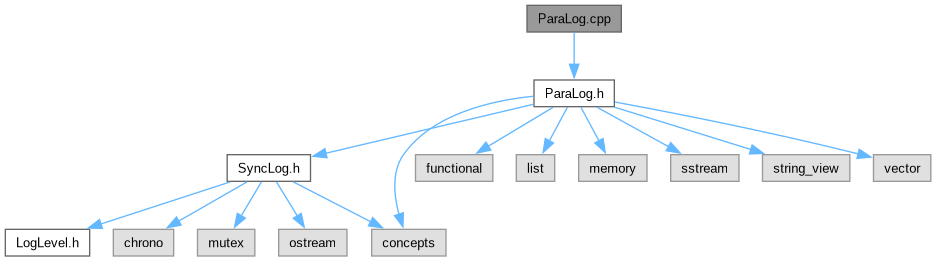 ParaLog.cpp
ParaLog.h
SyncLog.h
functional
list
memory
sstream
string_view
vector
LogLevel.h
chrono
mutex
ostream
concepts